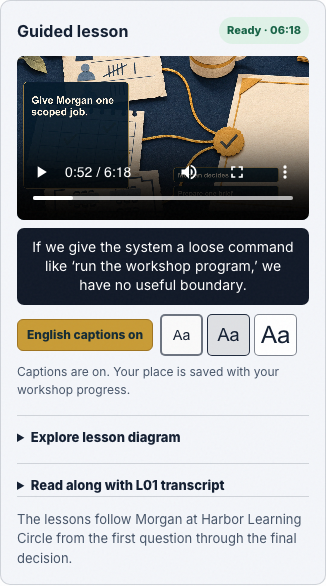 Guided lesson
Ready · 06:18
Give Morgan one
scoped job.
0:52 / 6:18
decides
If we give the system a loose command
like ‘run the workshop program,’ we
have no useful boundary.
English captions on
Aa
Aa
Aa
Captions are on. Your place is saved with your
workshop progress.
Explore lesson diagram
Read along with L01 transcript
The lessons follow Morgan at Harbor Learning
Circle from the first question through the final
decision.